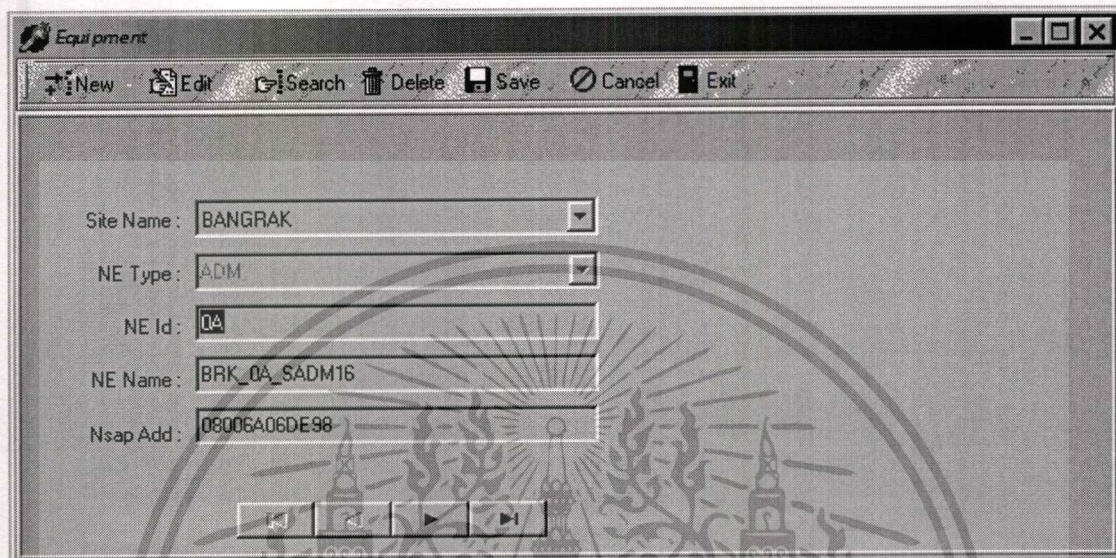 Equipment
New Edit Search Delete Save Cancel Exit
Site Name : BANGRAK
NE Type : ADM
NE Id : 0A
NE Name : BRK_0A_SADM16
Nsap Add : 08006A06DE98